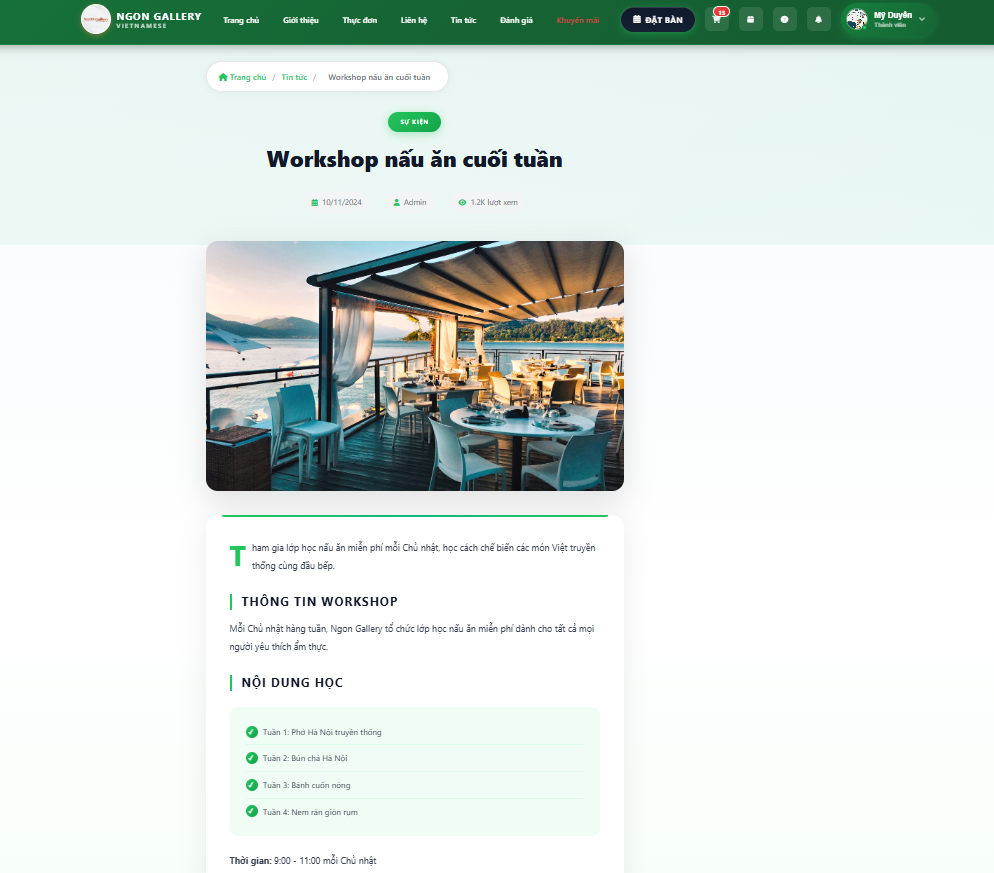 NGON GALLERY
VIETNAMESE
Trang chủ
Giới thiệu
Thực đơn
Liên hệ
Tin tức
Đánh giá
Khuyến mãi
ĐẶT BÀN
13
Mỹ Duyên
Thành viên
Trang chủ / Tin tức / Workshop nấu ăn cuối tuần
SỰ KIỆN
Workshop nấu ăn cuối tuần
10/11/2024
Admin
1.2K lượt xem
Tham gia lớp học nấu ăn miễn phí mỗi Chủ nhật, học cách chế biến các món Việt truyền
thống cùng đầu bếp.
THÔNG TIN WORKSHOP
Mỗi Chủ nhật hàng tuần, Ngon Gallery tổ chức lớp học nấu ăn miễn phí dành cho tất cả mọi
người yêu thích ẩm thực.
NỘI DUNG HỌC
Tuần 1: Phở Hà Nội truyền thống
Tuần 2: Bún chả Hà Nội
Tuần 3: Bánh cuốn nóng
Tuần 4: Nem rán giòn rụm
Thời gian: 9:00 - 11:00 mỗi Chủ nhật